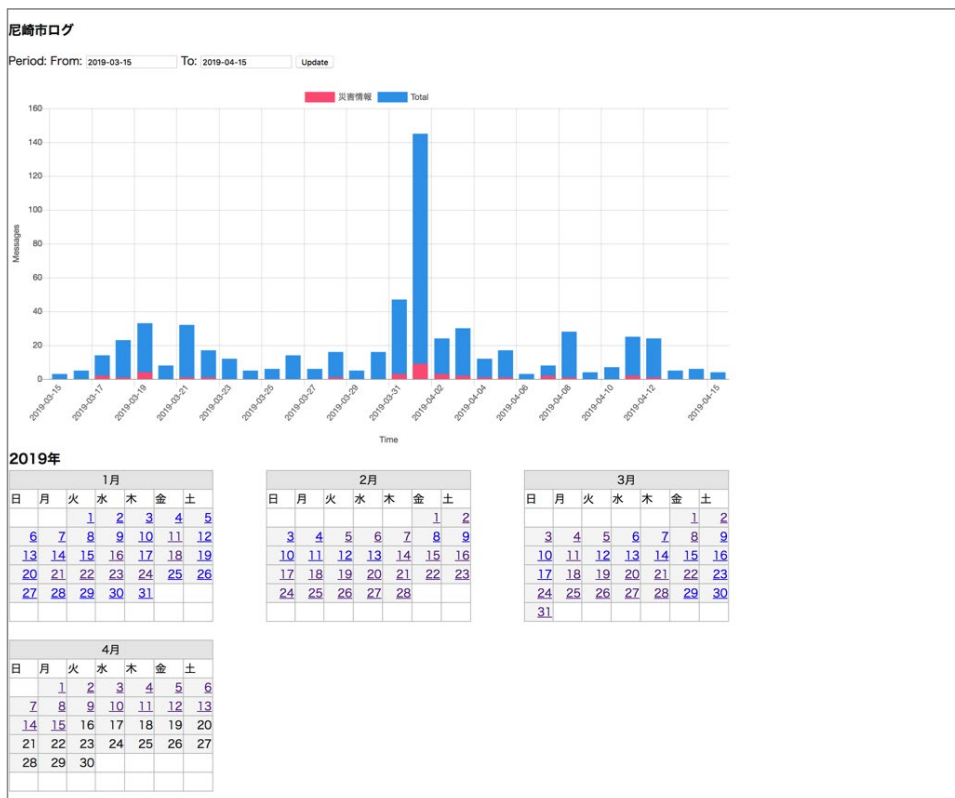 尼崎市ログ
Period: From: 2019-03-15 To: 2019-04-15 Update
災害情報 Total
160
140
120
100
80
60
40
20
0
Messages
2019-03-15 2019-03-17 2019-03-19 2019-03-21 2019-03-23 2019-03-25 2019-03-27 2019-03-29 2019-03-31 2019-04-02 2019-04-04 2019-04-06 2019-04-08 2019-04-10 2019-04-12 2019-04-15
Time
2019年
1月
日 月 火 水 木 金 土
1 2 3 4 5
6 7 8 9 10 11 12
13 14 15 16 17 18 19
20 21 22 23 24 25 26
27 28 29 30 31
2月
日 月 火 水 木 金 土
1 2
3 4 5 6 7 8 9
10 11 12 13 14 15 16
17 18 19 20 21 22 23
24 25 26 27 28
3月
日 月 火 水 木 金 土
1 2
3 4 5 6 7 8 9
10 11 12 13 14 15 16
17 18 19 20 21 22 23
24 25 26 27 28 29 30
31
4月
日 月 火 水 木 金 土
1 2 3 4 5 6
7 8 9 10 11 12 13
14 15 16 17 18 19 20
21 22 23 24 25 26 27
28 29 30